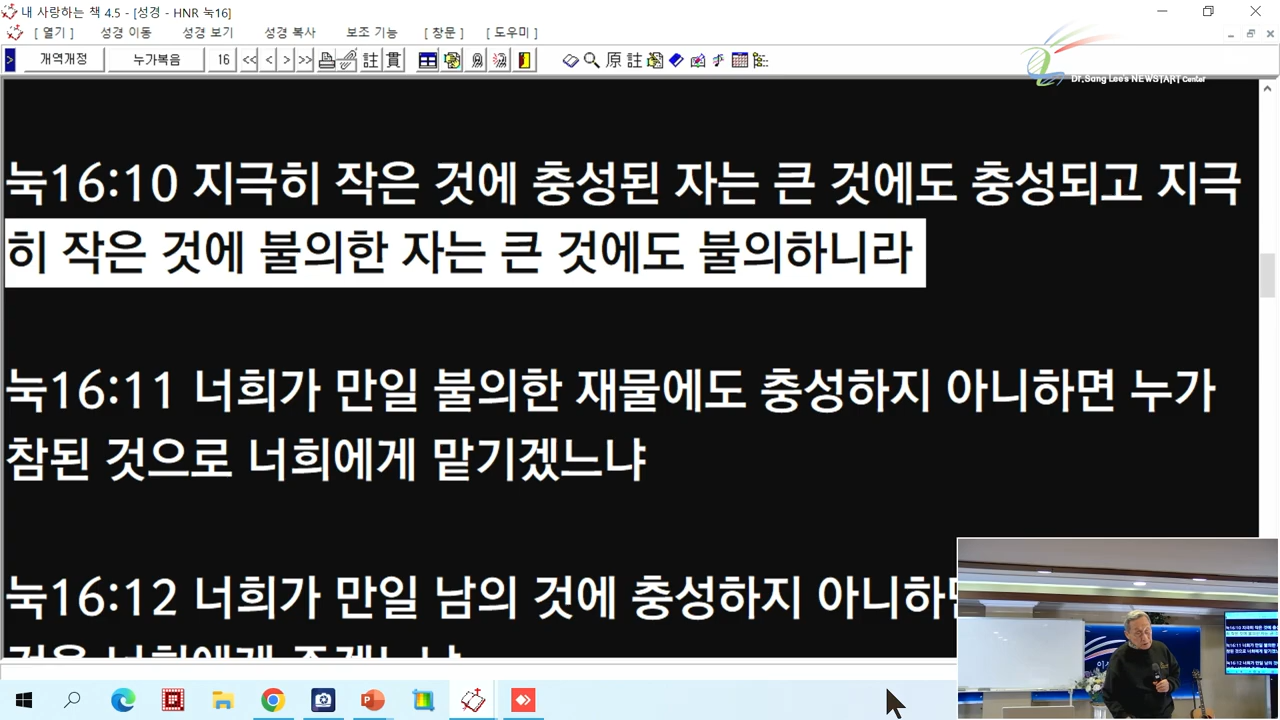 내 사랑하는 책 4.5 - [성경 - HNR 눅16]
[ 열기 ] 성경 이동 성경 보기 성경 복사 보조 기능 [ 창문 ] [ 도우미 ]
개역개정 누가복음 16 << < > >> 註 貫 原 註
Dr.Sang Lee's NEWSTART Center
눅16:10 지극히 작은 것에 충성된 자는 큰 것에도 충성되고 지극
히 작은 것에 불의한 자는 큰 것에도 불의하니라
눅16:11 너희가 만일 불의한 재물에도 충성하지 아니하면 누가
참된 것으로 너희에게 맡기겠느냐
눅16:12 너희가 만일 남의 것에 충성하지